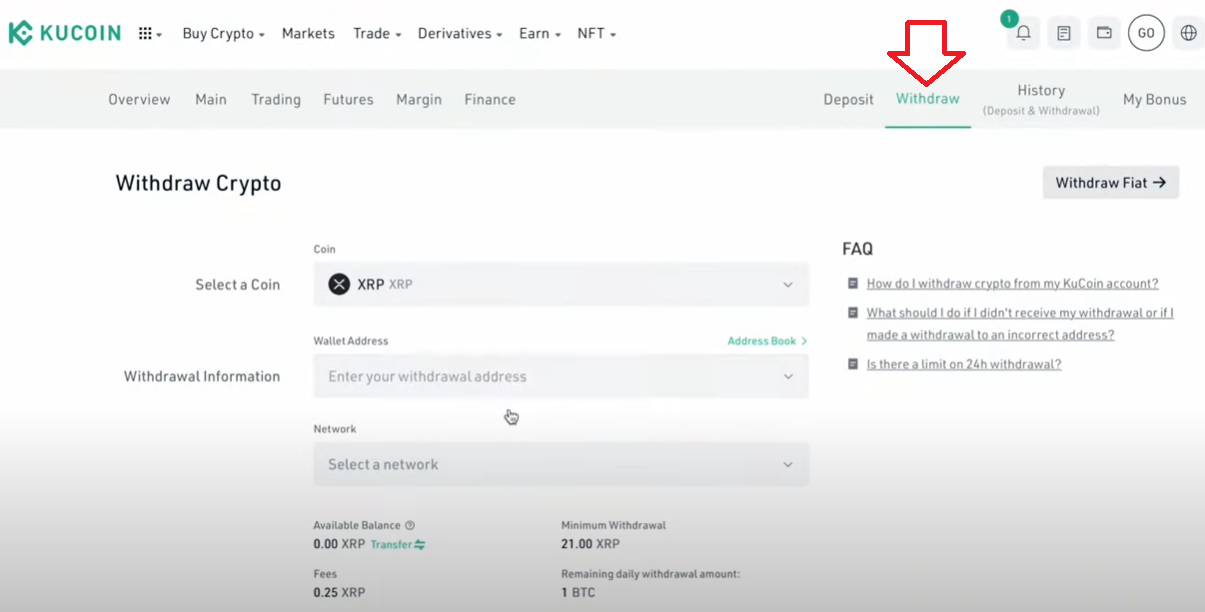 KUCOIN
Buy Crypto
Markets
Trade
Derivatives
Earn
NFT
1
GO
Overview
Main
Trading
Futures
Margin
Finance
Deposit
Withdraw
History
(Deposit & Withdrawal)
My Bonus
Withdraw Crypto
Withdraw Fiat →
Coin
Select a Coin
XRP XRP
Wallet Address
Address Book >
Withdrawal Information
Enter your withdrawal address
Network
Select a network
Available Balance
0.00 XRP Transfer
Minimum Withdrawal
21.00 XRP
Fees
0.25 XRP
Remaining daily withdrawal amount:
1 BTC
FAQ
How do I withdraw crypto from my KuCoin account?
What should I do if I didn't receive my withdrawal or if I
made a withdrawal to an incorrect address?
Is there a limit on 24h withdrawal?